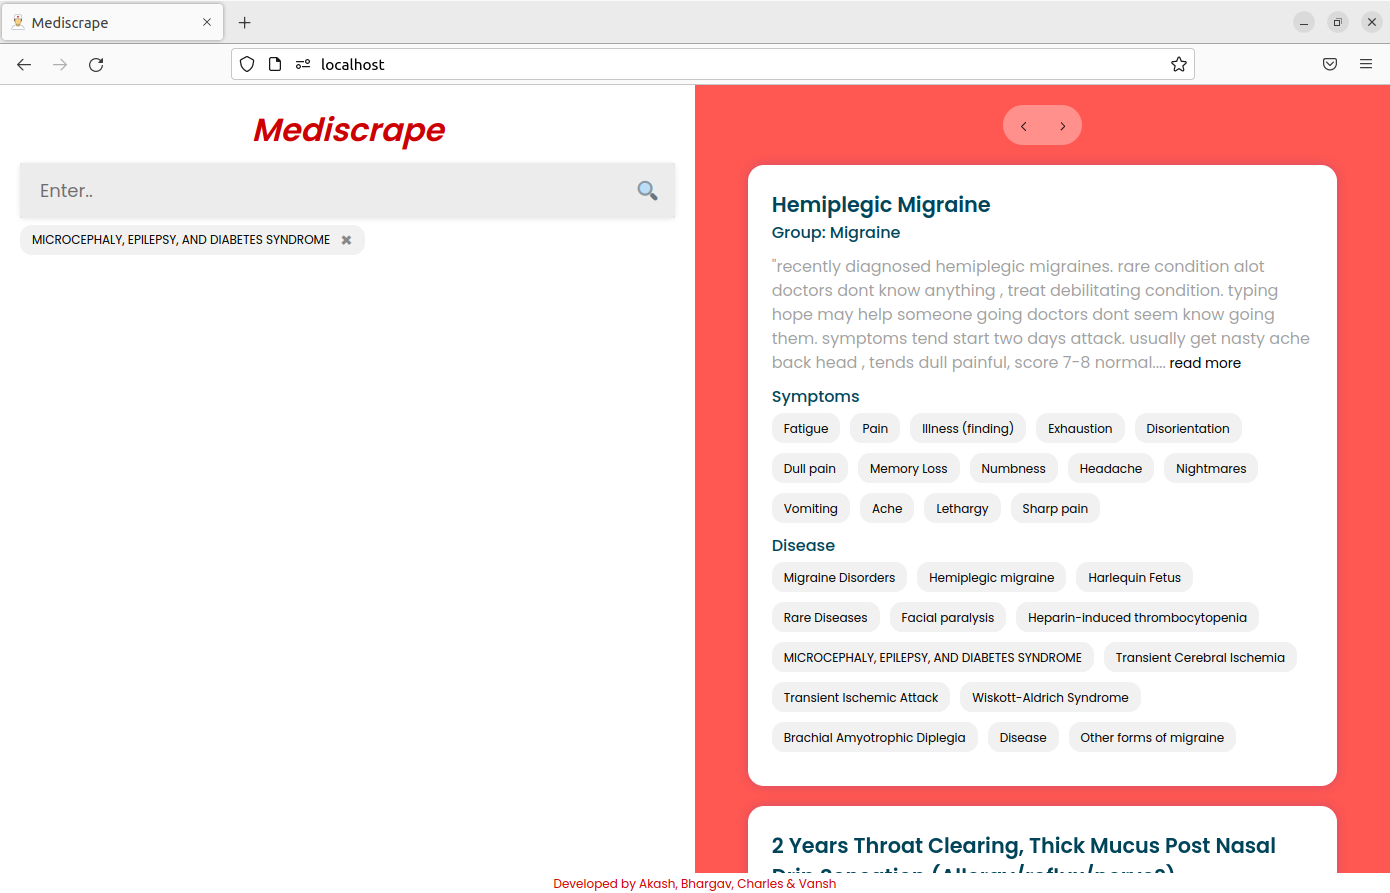 Mediscrape
localhost
Mediscrape
Enter..
MICROCEPHALY, EPILEPSY, AND DIABETES SYNDROME ✖
Hemiplegic Migraine
Group: Migraine
"recently diagnosed hemiplegic migraines. rare condition alot
doctors dont know anything , treat debilitating condition. typing
hope may help someone going doctors dont seem know going
them. symptoms tend start two days attack. usually get nasty ache
back head , tends dull painful, score 7-8 normal.... read more
Symptoms
Fatigue Pain Illness (finding) Exhaustion Disorientation
Dull pain Memory Loss Numbness Headache Nightmares
Vomiting Ache Lethargy Sharp pain
Disease
Migraine Disorders Hemiplegic migraine Harlequin Fetus
Rare Diseases Facial paralysis Heparin-induced thrombocytopenia
MICROCEPHALY, EPILEPSY, AND DIABETES SYNDROME Transient Cerebral Ischemia
Transient Ischemic Attack Wiskott-Aldrich Syndrome
Brachial Amyotrophic Diplegia Disease Other forms of migraine
2 Years Throat Clearing, Thick Mucus Post Nasal
Drip Sensation (Allergy/reflux/nerve?)
Developed by Akash, Bhargav, Charles & Vansh